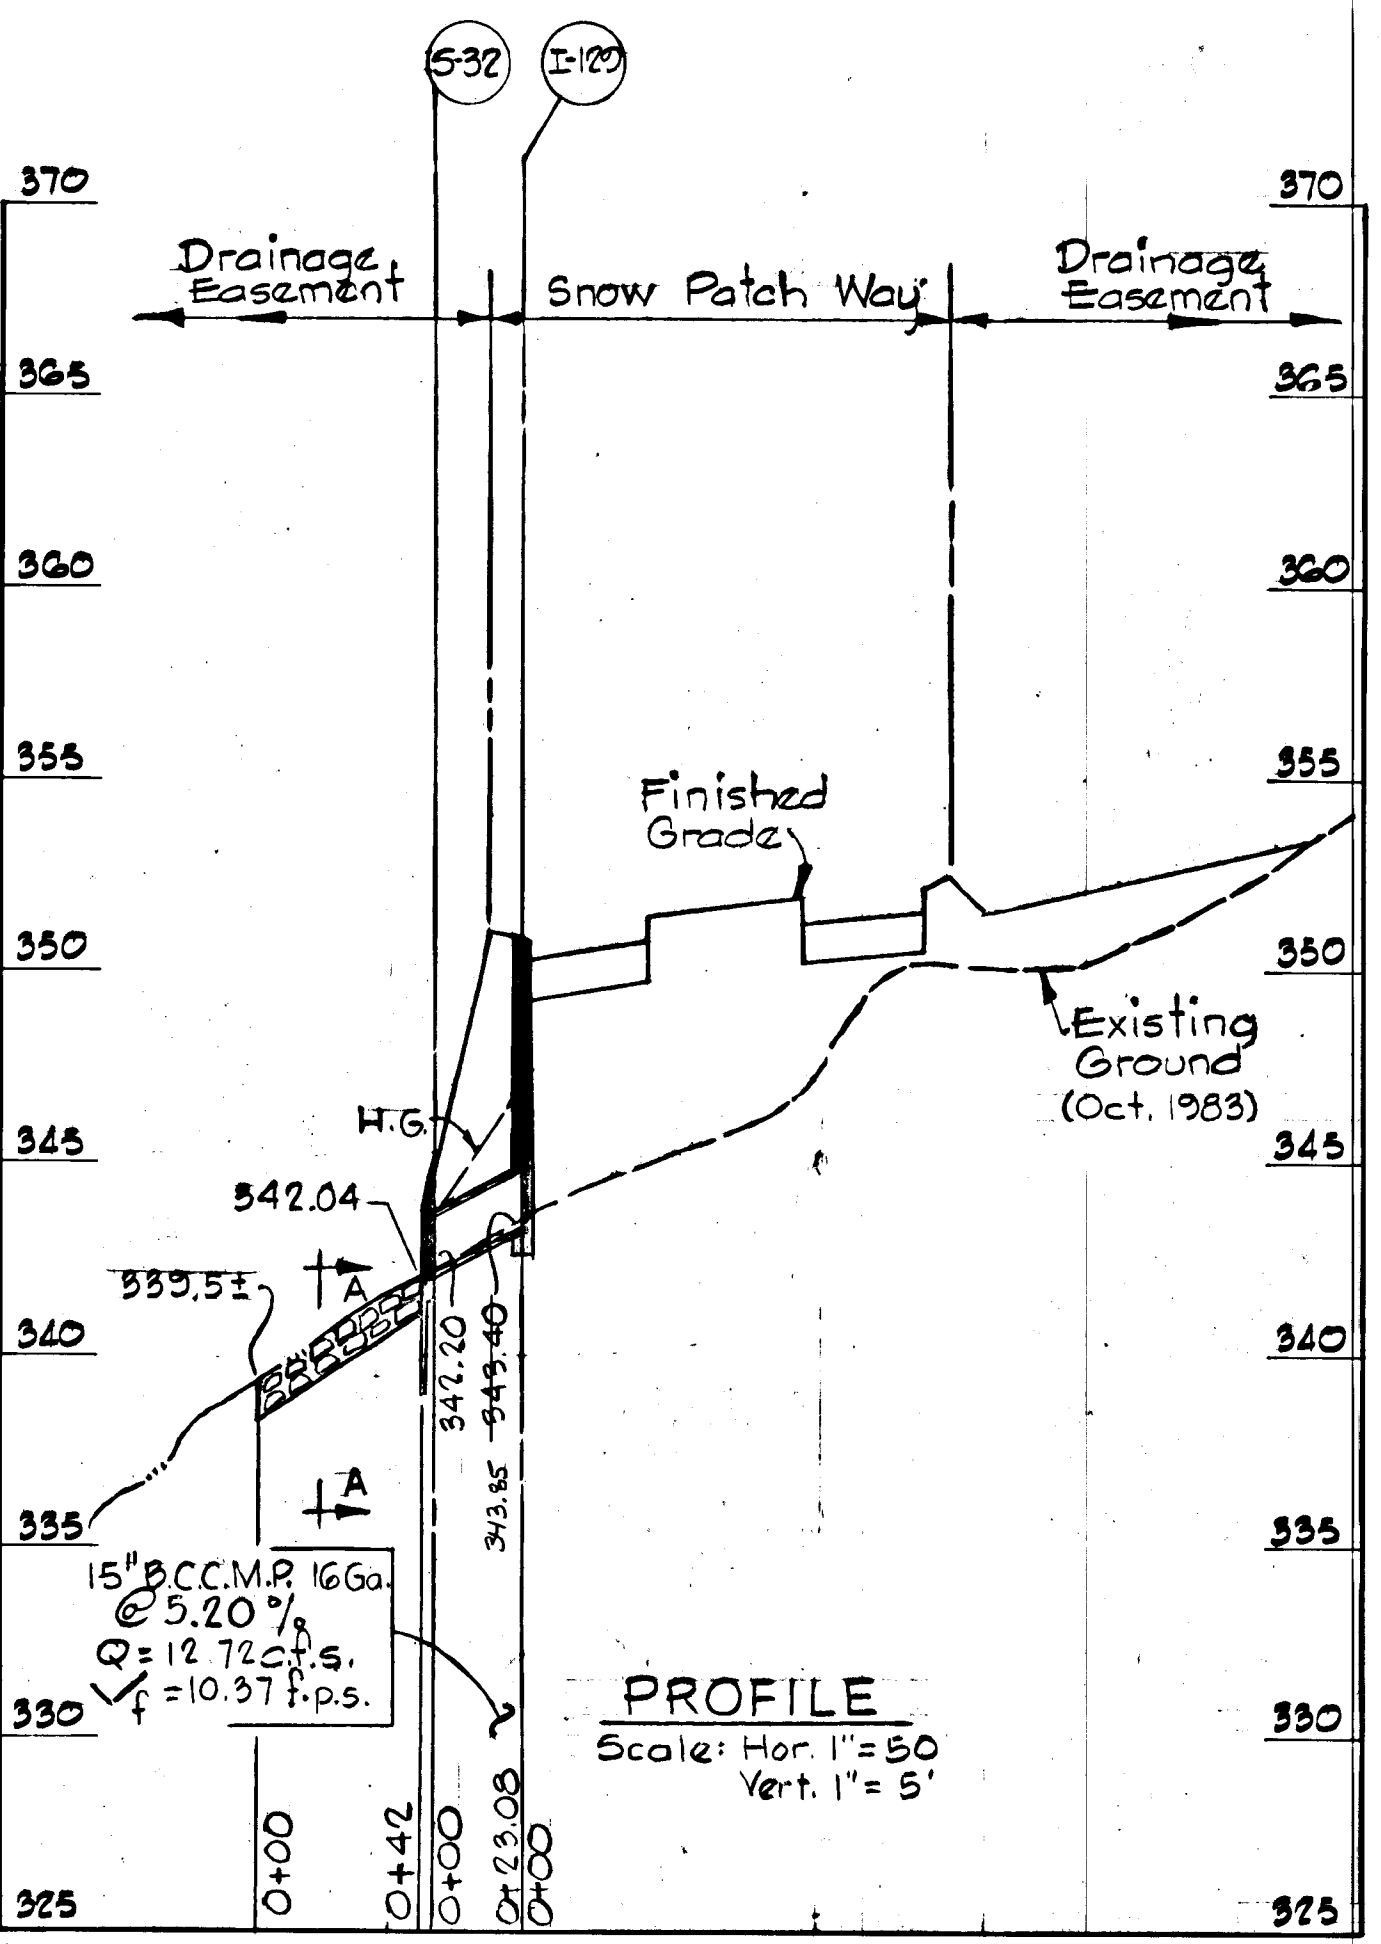 S-32
I-129
370
370
Drainage
Easement
Snow Patch Way
Drainage
Easement
365
365
360
360
355
355
Finished
Grade
350
350
Existing
Ground
(Oct. 1983)
H.G.
345
345
342.04
339.5±
A
340
340
342.20
343.40
343.85
A
335
335
15" B.C.C.M.P. 16 Ga.
@ 5.20 %
Q = 12.72 c.f.s.
Vf = 10.37 f.p.s.
330
330
PROFILE
Scale: Hor. 1" = 50
Vert. 1" = 5'
0+00
0+42
0+00
0+23.08
0+00
325
325